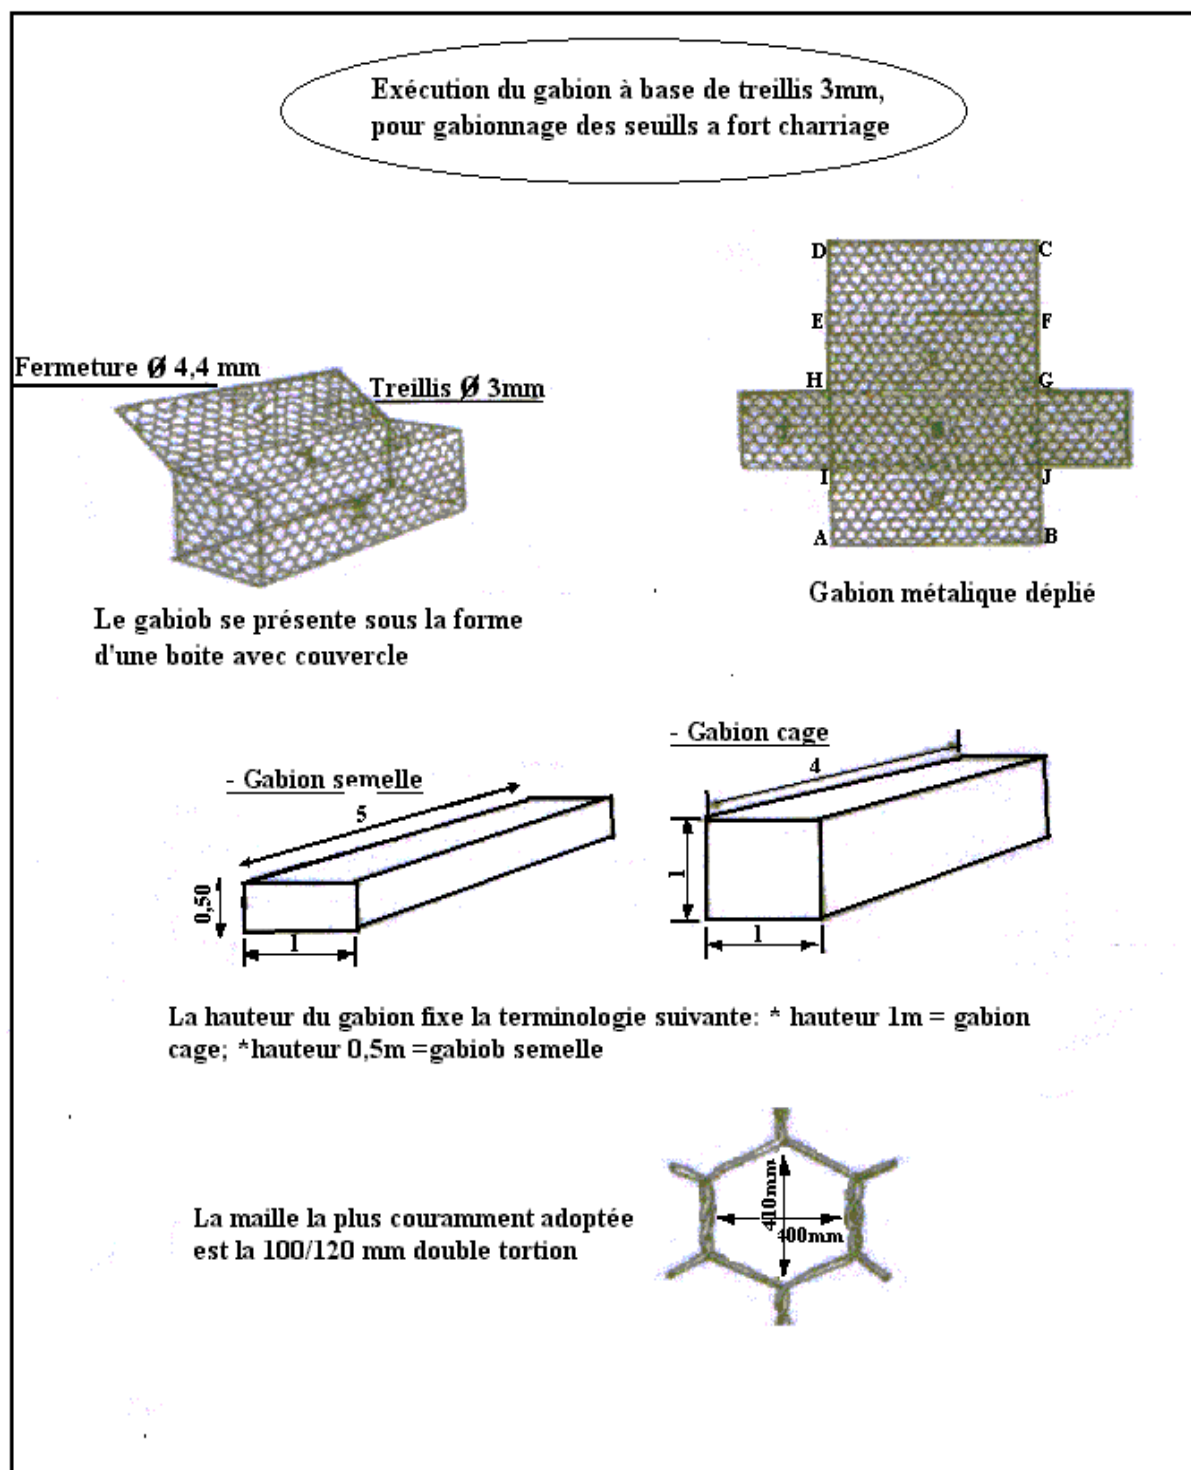 Exécution du gabion à base de treillis 3mm,
pour gabionnage des seuills a fort charriage
Fermeture Ø 4,4 mm
Treillis Ø 3mm
D
C
E
F
H
G
I
J
A
B
Gabion métalique déplié
Le gabiob se présente sous la forme
d'une boite avec couvercle
- Gabion semelle
5
0,50
1
- Gabion cage
4
1
1
La hauteur du gabion fixe la terminologie suivante: * hauteur 1m = gabion
cage; *hauteur 0,5m =gabiob semelle
La maille la plus couramment adoptée
est la 100/120 mm double tortion
410mm
400mm